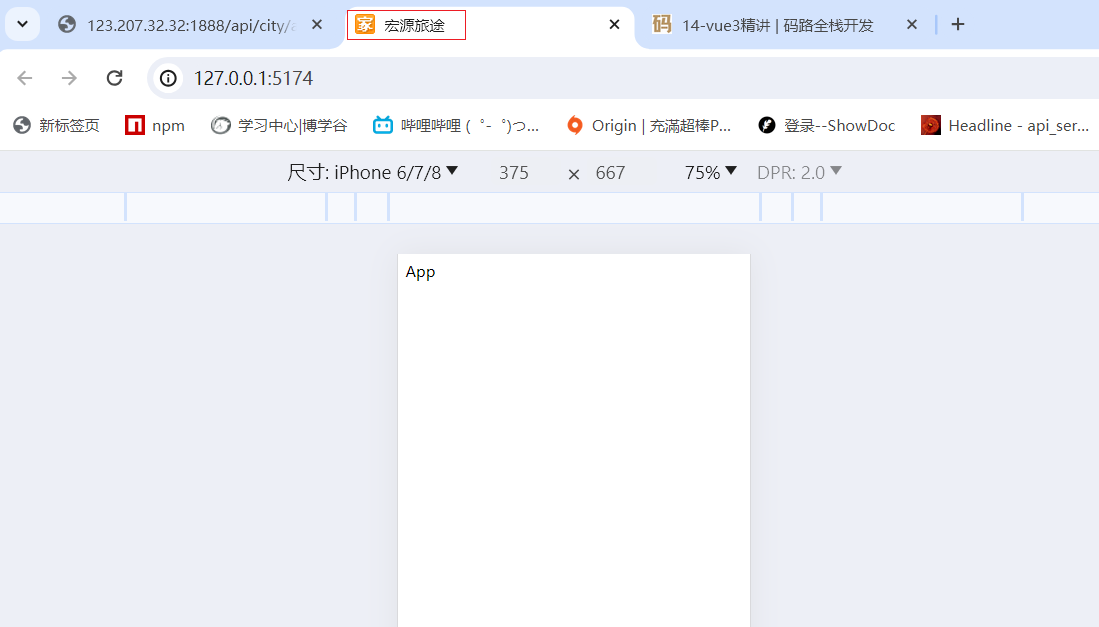 123.207.32.32:1888/api/city/ 家 宏源旅途 码 14-vue3精讲 | 码路全栈开发
127.0.0.1:5174
新标签页 npm 学习中心|博学谷 哔哩哔哩 ( ゜- ゜)つ... Origin | 充滿超棒P... 登录--ShowDoc Headline - api_ser...
尺寸: iPhone 6/7/8 375 × 667 75% DPR: 2.0
App